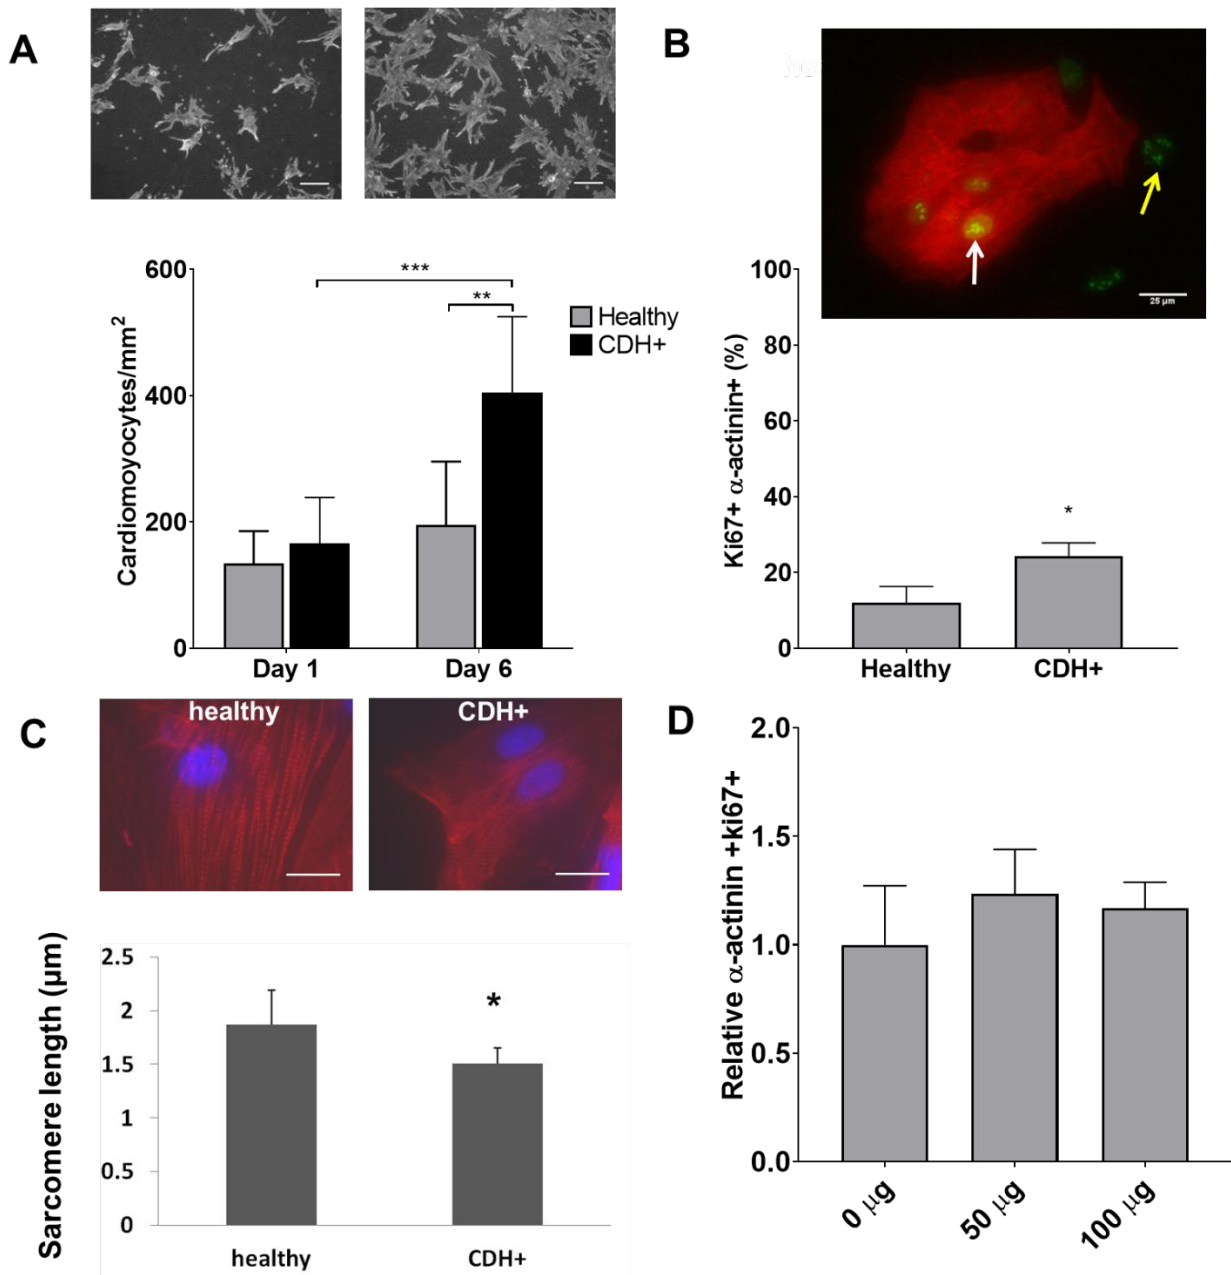 A
600
400
200
0
Cardiomoyocytes/mm²
***
**
Healthy
CDH+
Day 1
Day 6
B
25 µm
100
80
60
40
20
0
Ki67+ α-actinin+ (%)
*
Healthy
CDH+
C
healthy
CDH+
2.5
2
1.5
1
0.5
0
Sarcomere length (µm)
*
healthy
CDH+
D
2.0
1.5
1.0
0.5
0.0
Relative α-actinin +ki67+
0 µg
50 µg
100 µg